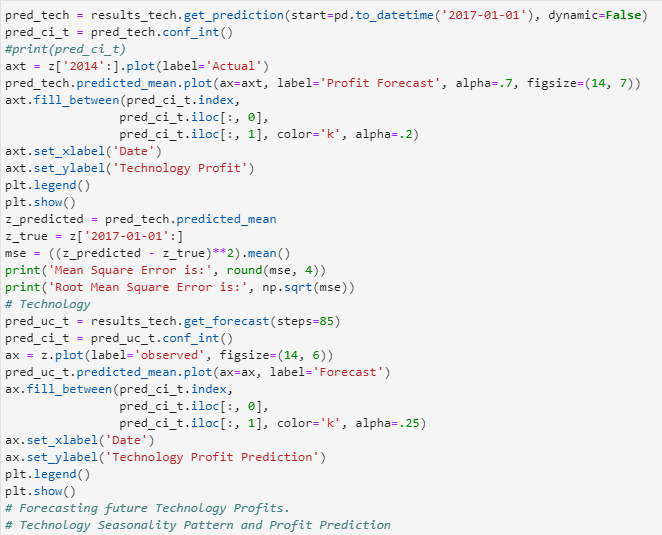 pred_tech = results_tech.get_prediction(start=pd.to_datetime('2017-01-01'), dynamic=False)
pred_ci_t = pred_tech.conf_int()
#print(pred_ci_t)
axt = z['2014':].plot(label='Actual')
pred_tech.predicted_mean.plot(ax=axt, label='Profit Forecast', alpha=.7, figsize=(14, 7))
axt.fill_between(pred_ci_t.index,
                pred_ci_t.iloc[:, 0],
                pred_ci_t.iloc[:, 1], color='k', alpha=.2)
axt.set_xlabel('Date')
axt.set_ylabel('Technology Profit')
plt.legend()
plt.show()
z_predicted = pred_tech.predicted_mean
z_true = z['2017-01-01':]
mse = ((z_predicted - z_true)**2).mean()
print('Mean Square Error is:', round(mse, 4))
print('Root Mean Square Error is:', np.sqrt(mse))
# Technology
pred_uc_t = results_tech.get_forecast(steps=85)
pred_ci_t = pred_uc_t.conf_int()
ax = z.plot(label='observed', figsize=(14, 6))
pred_uc_t.predicted_mean.plot(ax=ax, label='Forecast')
ax.fill_between(pred_ci_t.index,
                pred_ci_t.iloc[:, 0],
                pred_ci_t.iloc[:, 1], color='k', alpha=.25)
ax.set_xlabel('Date')
ax.set_ylabel('Technology Profit Prediction')
plt.legend()
plt.show()
# Forecasting future Technology Profits.
# Technology Seasonality Pattern and Profit Prediction